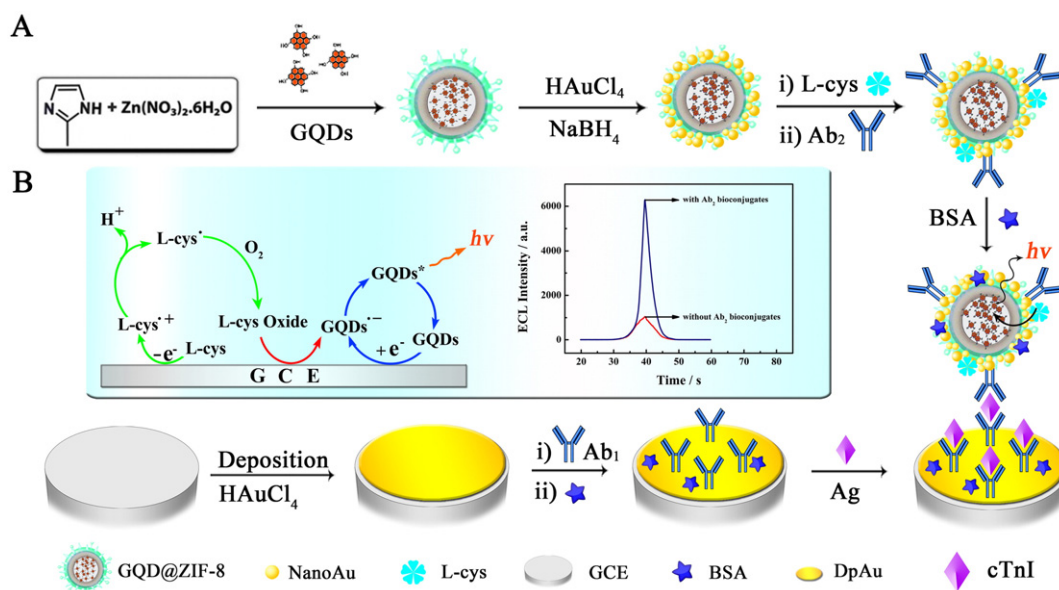 A
N
NH + Zn(NO3)2.6H2O
GQDs
HAuCl4
NaBH4
i) L-cys
ii) Ab2
B
H+
L-cys·
O2
L-cys·+
L-cys Oxide
-e-
L-cys
GQDs·−
GQDs*
hν
GQDs
+e-
G C E
ECL Intensity / a.u.
6000
4000
2000
0
with Ab2 bioconjugates
without Ab2 bioconjugates
20 30 40 50 60 70 80
Time / s
BSA
hν
Deposition
HAuCl4
i) Ab1
ii)
Ag
GQD@ZIF-8
NanoAu
L-cys
GCE
BSA
DpAu
cTnI